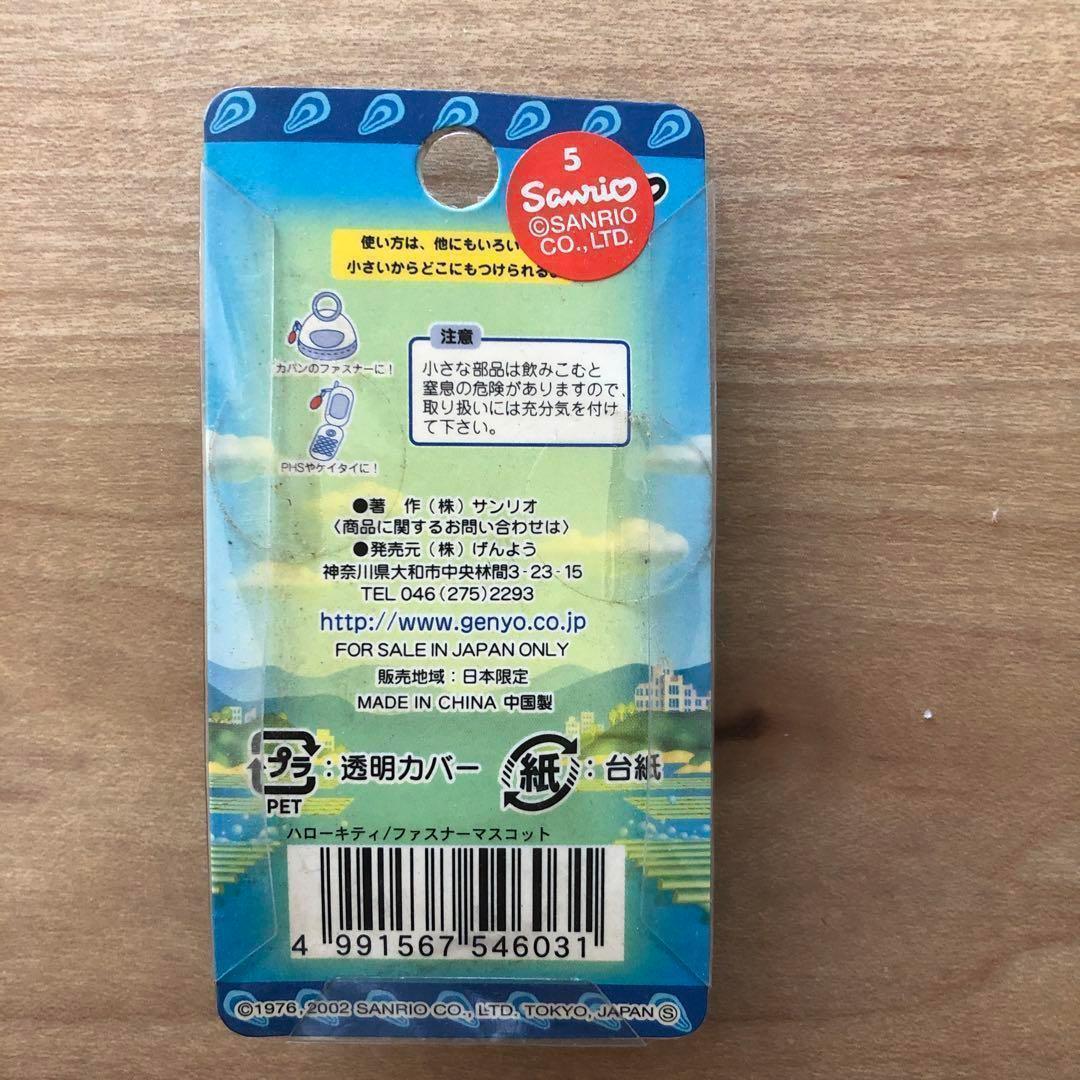 5
Sanrio
©SANRIO
CO., LTD.
使い方は、他にもいろい
小さいからどこにもつけられる
カバンのファスナーに!
PHSやケイタイに!
注意
小さな部品は飲みこむと
窒息の危険がありますので、
取り扱いには充分気を付け
て下さい。
●著 作(株)サンリオ
〈商品に関するお問い合わせは〉
●発売元(株)げんよう
神奈川県大和市中央林間3-23-15
TEL 046(275)2293
http://www.genyo.co.jp
FOR SALE IN JAPAN ONLY
販売地域:日本限定
MADE IN CHINA 中国製
プラ:透明カバー
PET
紙:台紙
ハローキティ/ファスナーマスコット
4 991567 546031
©1976, 2002 SANRIO CO., LTD. TOKYO, JAPAN Ⓢ